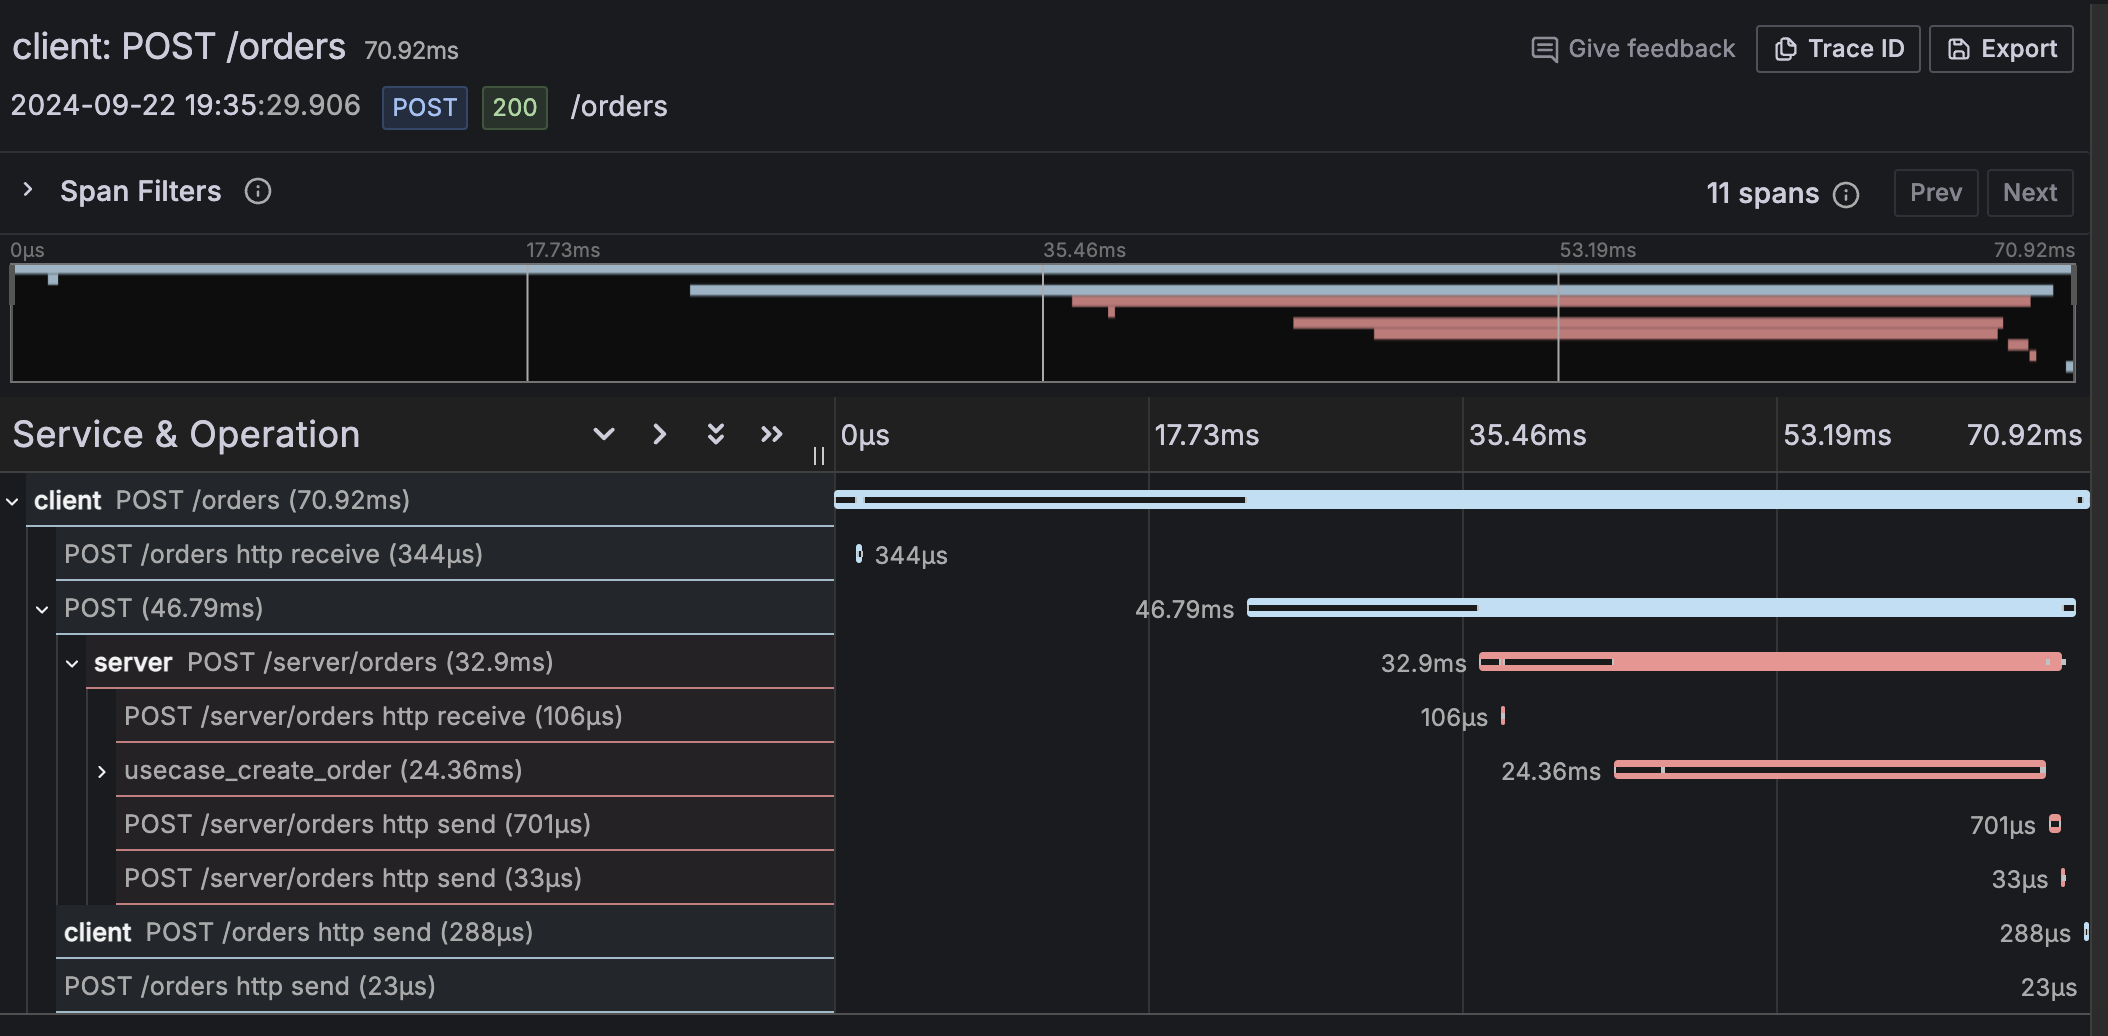 client: POST /orders 70.92ms
Give feedback Trace ID Export
2024-09-22 19:35:29.906 POST 200 /orders
Span Filters 11 spans Prev Next
0μs 17.73ms 35.46ms 53.19ms 70.92ms
Service & Operation 0μs 17.73ms 35.46ms 53.19ms 70.92ms
client POST /orders (70.92ms)
POST /orders http receive (344μs) 344μs
POST (46.79ms) 46.79ms
server POST /server/orders (32.9ms) 32.9ms
POST /server/orders http receive (106μs) 106μs
usecase_create_order (24.36ms) 24.36ms
POST /server/orders http send (701μs) 701μs
POST /server/orders http send (33μs) 33μs
client POST /orders http send (288μs) 288μs
POST /orders http send (23μs) 23μs